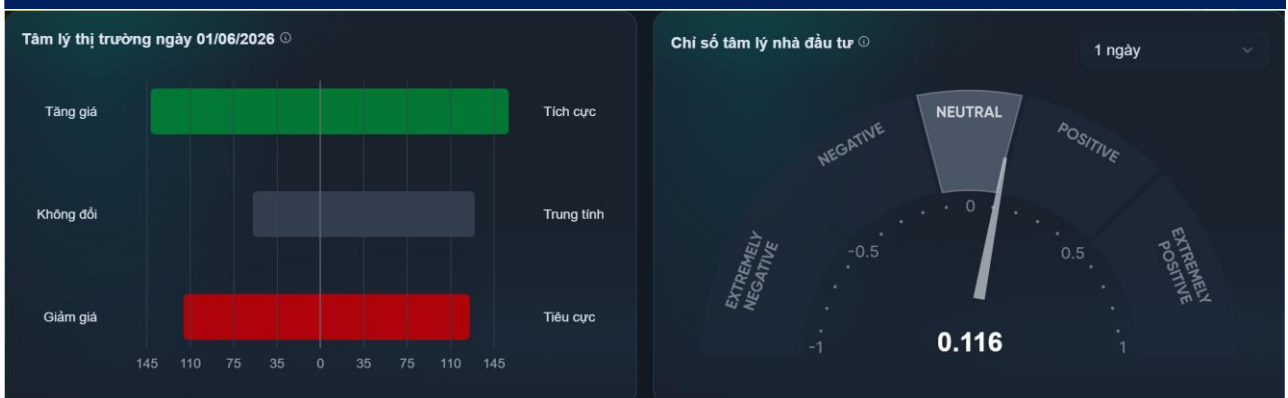 Tâm lý thị trường ngày 01/06/2026
Tăng giá
Tích cực
Không đổi
Trung tính
Giảm giá
Tiêu cực
145 110 75 35 0 35 75 110 145
Chỉ số tâm lý nhà đầu tư
1 ngày
EXTREMELY NEGATIVE
NEGATIVE
NEUTRAL
POSITIVE
EXTREMELY POSITIVE
-1
-0.5
0
0.5
1
0.116